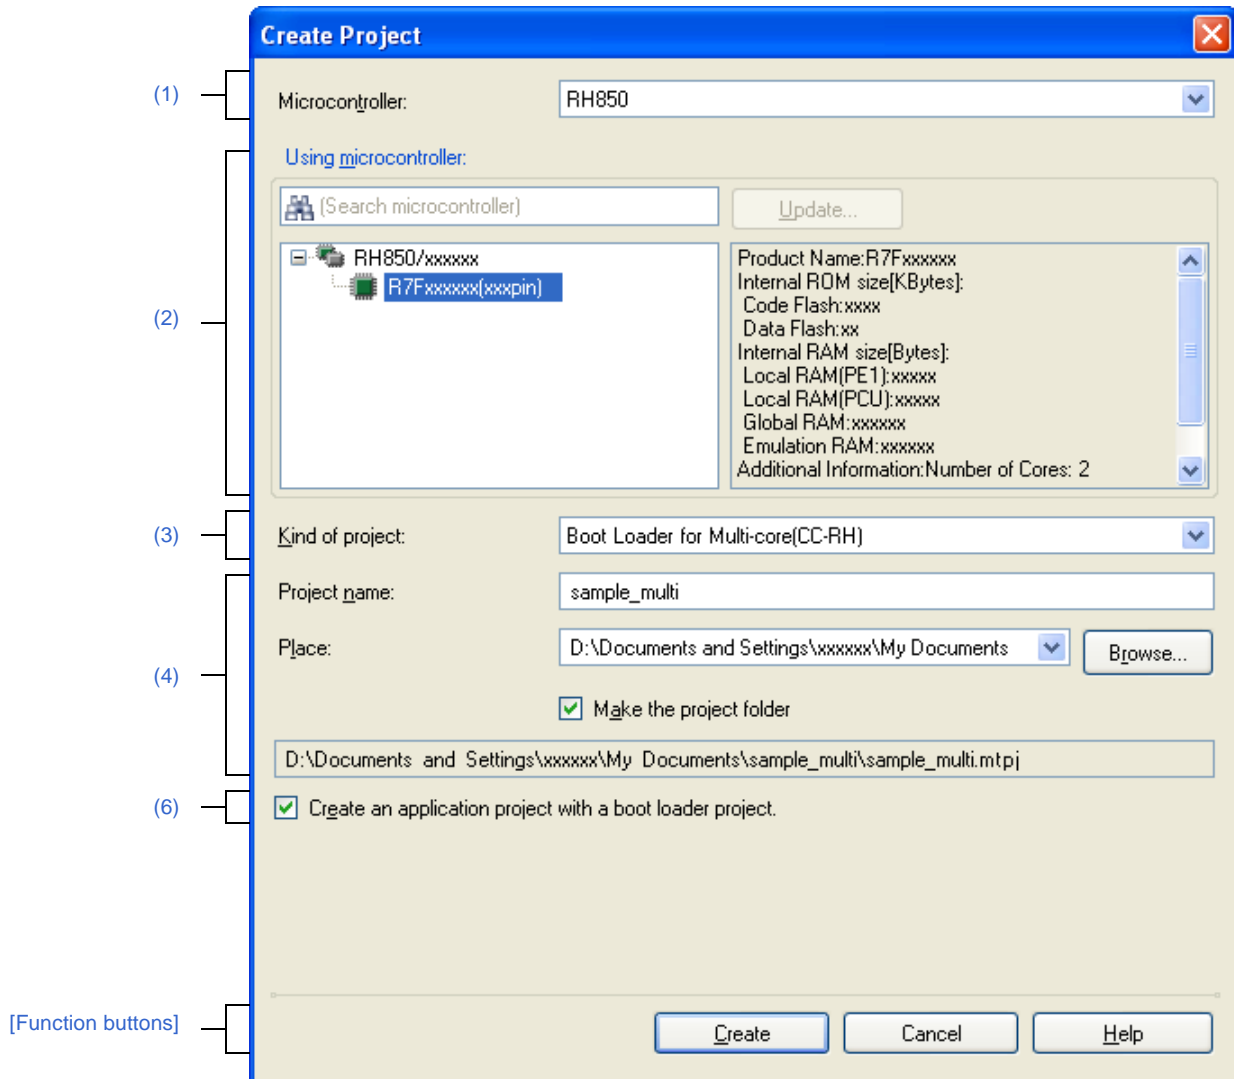 Create Project
(1)
Microcontroller:
RH850
Using microcontroller:
(Search microcontroller)
Update...
(2)
RH850/xxxxxx
R7Fxxxxxx(xxxpin)
Product Name:R7Fxxxxxx
Internal ROM size[KBytes]:
Code Flash:xxxx
Data Flash:xx
Internal RAM size[Bytes]:
Local RAM(PE1):xxxxx
Local RAM(PCU):xxxxx
Global RAM:xxxxxx
Emulation RAM:xxxxxx
Additional Information:Number of Cores: 2
(3)
Kind of project:
Boot Loader for Multi-core(CC-RH)
Project name:
sample_multi
(4)
Place:
D:\Documents and Settings\xxxxxx\My Documents
Browse...
Make the project folder
D:\Documents and Settings\xxxxxx\My Documents\sample_multi\sample_multi.mtpj
(6)
Create an application project with a boot loader project.
[Function buttons]
Create
Cancel
Help